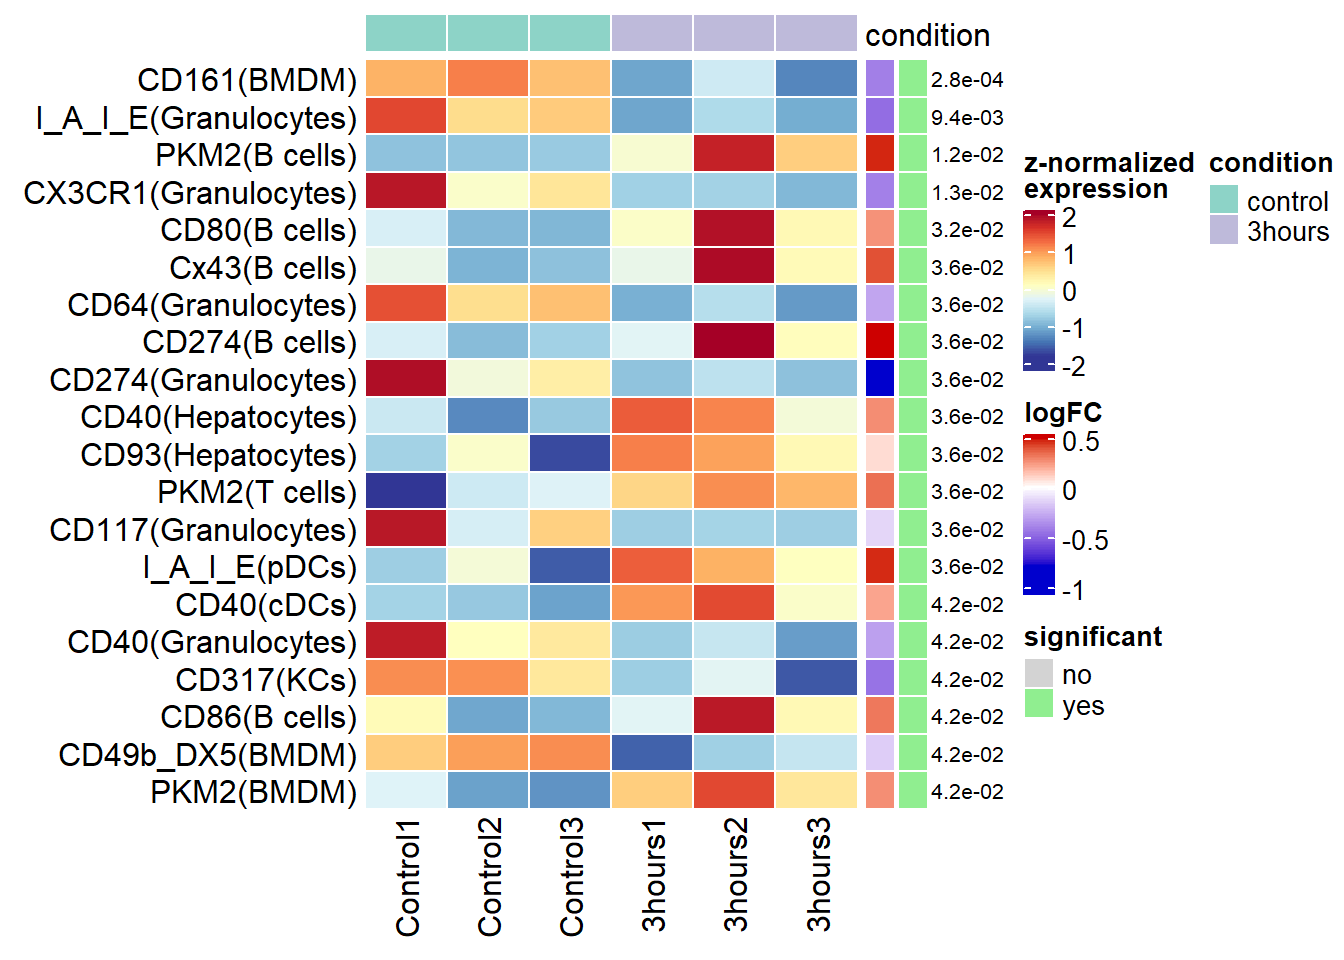 condition
CD161(BMDM) 2.8e-04
I_A_I_E(Granulocytes) 9.4e-03
PKM2(B cells) 1.2e-02
CX3CR1(Granulocytes) 1.3e-02
CD80(B cells) 3.2e-02
Cx43(B cells) 3.6e-02
CD64(Granulocytes) 3.6e-02
CD274(B cells) 3.6e-02
CD274(Granulocytes) 3.6e-02
CD40(Hepatocytes) 3.6e-02
CD93(Hepatocytes) 3.6e-02
PKM2(T cells) 3.6e-02
CD117(Granulocytes) 3.6e-02
I_A_I_E(pDCs) 3.6e-02
CD40(cDCs) 4.2e-02
CD40(Granulocytes) 4.2e-02
CD317(KCs) 4.2e-02
CD86(B cells) 4.2e-02
CD49b_DX5(BMDM) 4.2e-02
PKM2(BMDM) 4.2e-02
Control1 Control2 Control3 3hours1 3hours2 3hours3
z-normalized
expression
2
1
0
-1
-2
logFC
0.5
0
-0.5
-1
significant
no
yes
condition
control
3hours